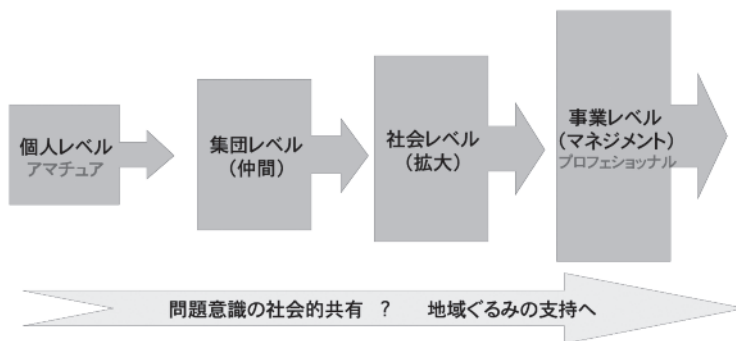 個人レベル
アマチュア
集団レベル
(仲間)
社会レベル
(拡大)
事業レベル
(マネジメント)
プロフェショナル
問題意識の社会的共有 ? 地域ぐるみの支持へ